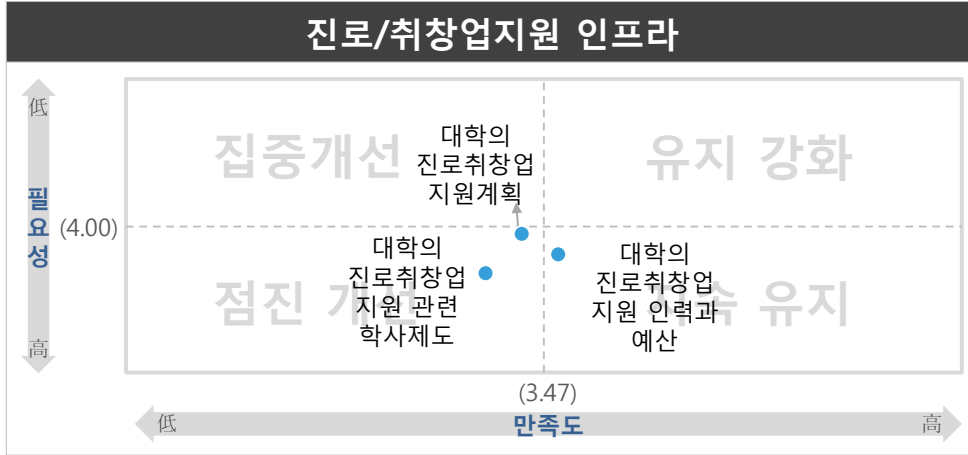 진로/취창업지원 인프라
低
필요성
(4.00)
高
집중개선
유지 강화
대학의
진로취창업
지원계획
점진 개선
지속 유지
대학의
진로취창업
지원 관련
학사제도
대학의
진로취창업
지원 인력과
예산
(3.47)
低
만족도
高